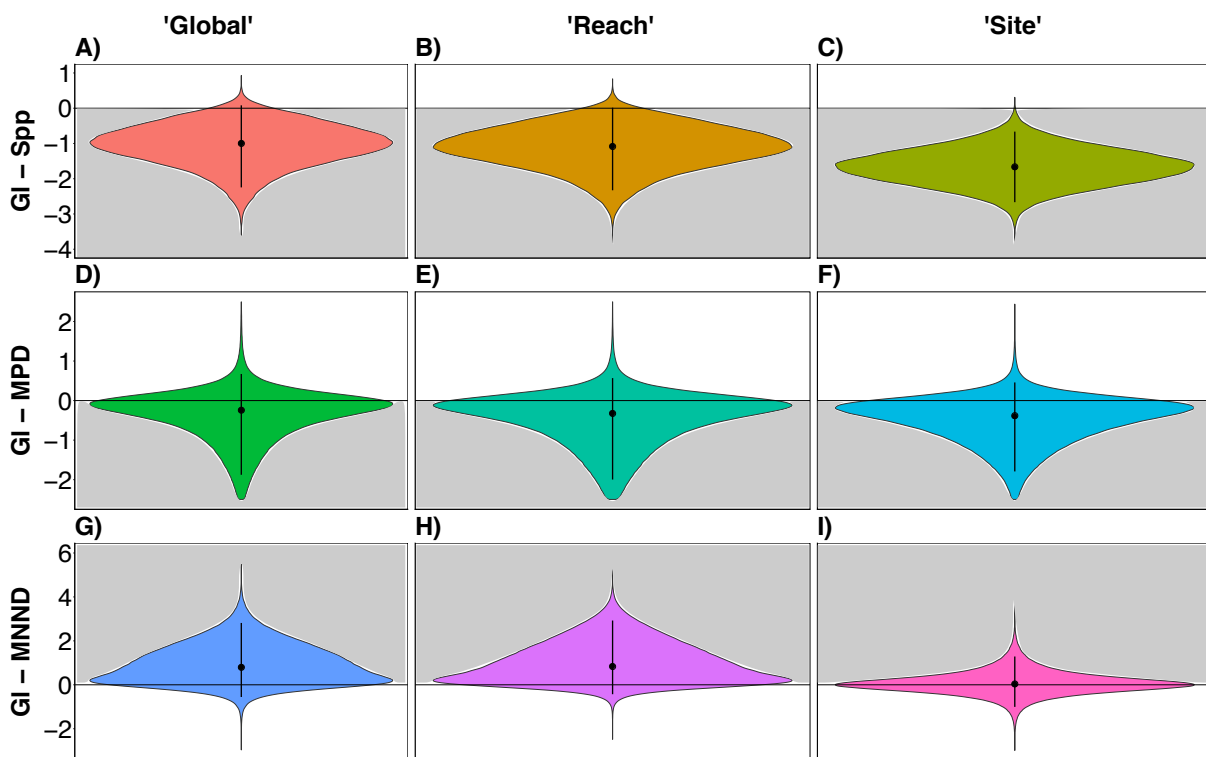 'Global' 'Reach' 'Site'
A) B) C)
GI – Spp
1
0
−1
−2
−3
−4
D) E) F)
GI – MPD
2
1
0
−1
−2
G) H) I)
GI – MNND
6
4
2
0
−2